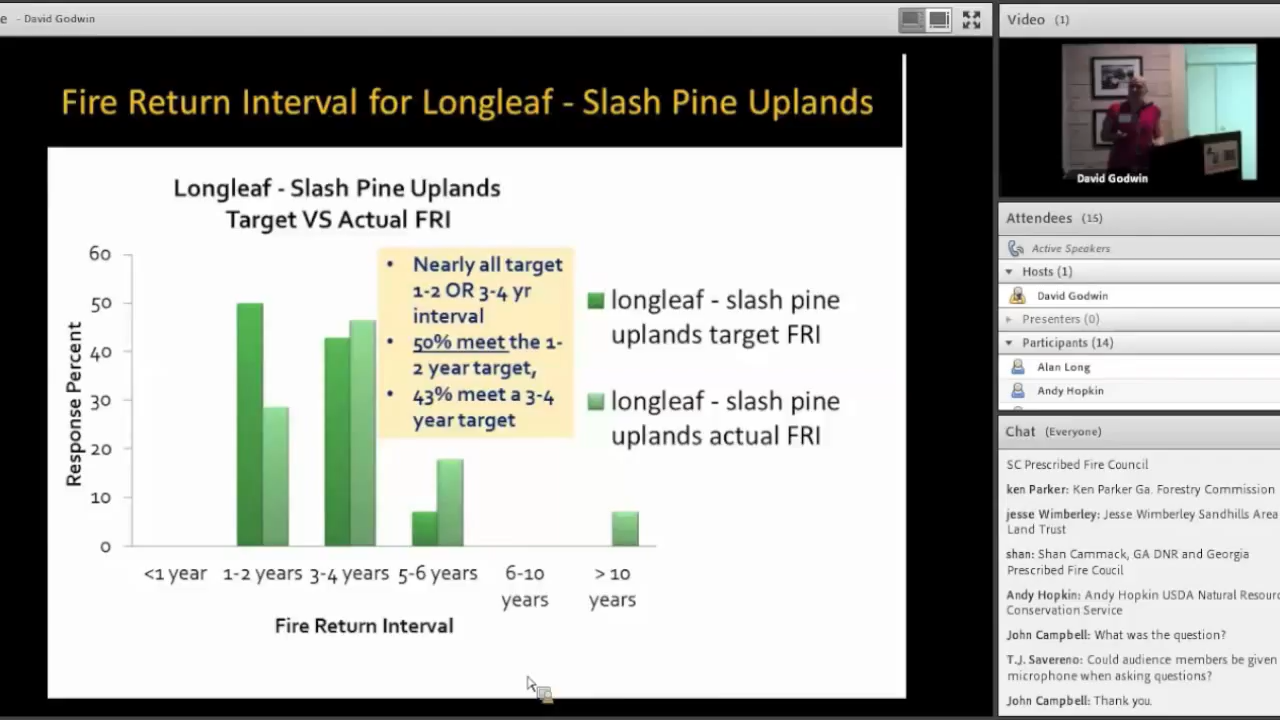 e - David Godwin
Fire Return Interval for Longleaf - Slash Pine Uplands
Longleaf - Slash Pine Uplands
Target VS Actual FRI
60
50
40
30
20
10
0
Response Percent
• Nearly all target
1-2 OR 3-4 yr
interval
• 50% meet the 1-
2 year target,
• 43% meet a 3-4
year target
longleaf - slash pine
uplands target FRI
longleaf - slash pine
uplands actual FRI
<1 year 1-2 years 3-4 years 5-6 years 6-10 > 10
years years
Fire Return Interval
Video (1)
David Godwin
Attendees (15)
Active Speakers
Hosts (1)
David Godwin
Presenters (0)
Participants (14)
Alan Long
Andy Hopkin
Chat (Everyone)
SC Prescribed Fire Council
ken Parker: Ken Parker Ga. Forestry Commission
jesse Wimberley: Jesse Wimberley Sandhills Area
Land Trust
shan: Shan Cammack, GA DNR and Georgia
Prescribed Fire Coucil
Andy Hopkin: Andy Hopkin USDA Natural Resourc
Conservation Service
John Campbell: What was the question?
T.J. Savereno: Could audience members be given
microphone when asking questions?
John Campbell: Thank you.